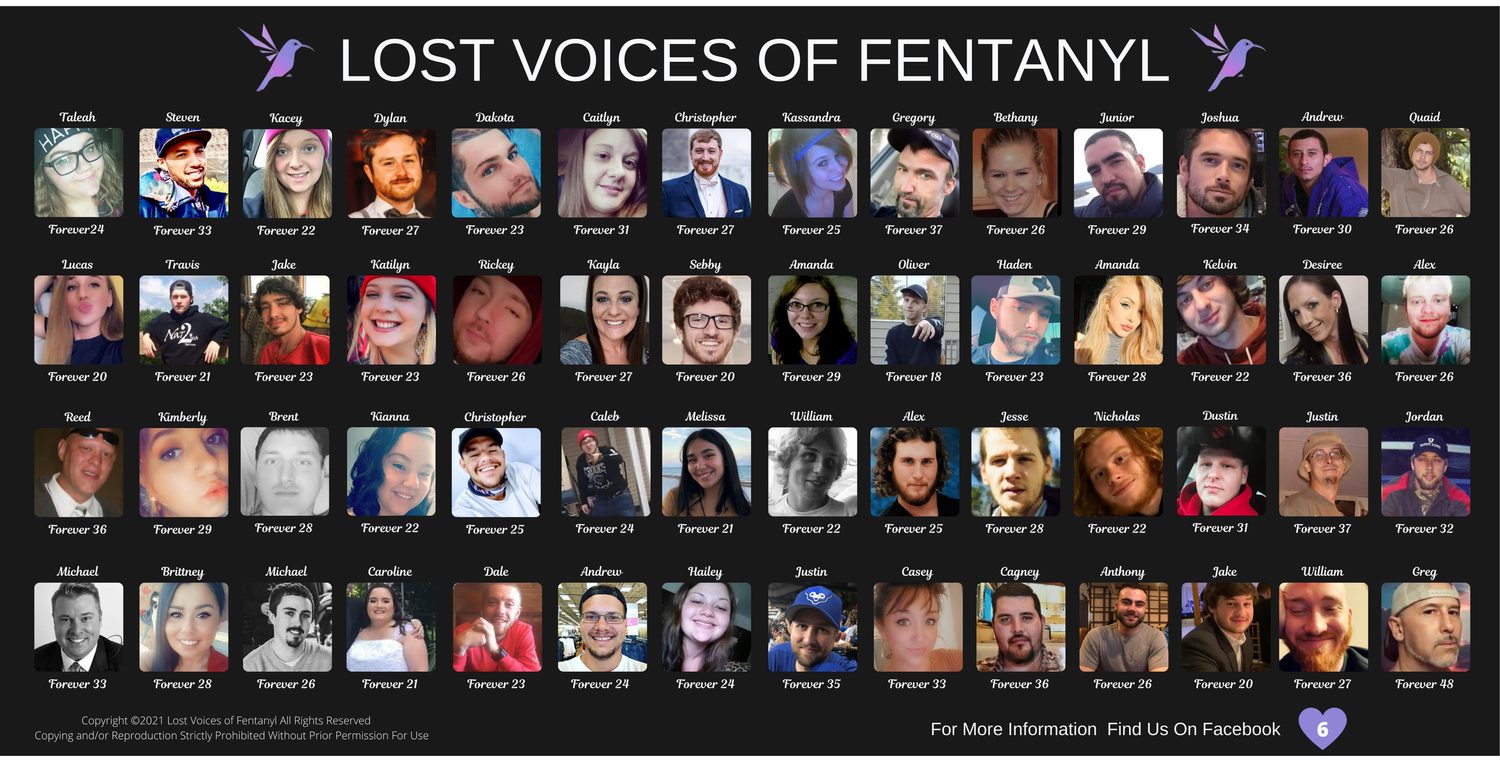 LOST VOICES OF FENTANYL
Taleah Steven Kacey Dylan Dakota Caitlyn Christopher Kassandra Gregory Bethany Junior Joshua Andrew Quaid
HAP
Forever24 Forever 33 Forever 22 Forever 27 Forever 23 Forever 31 Forever 27 Forever 25 Forever 37 Forever 26 Forever 29 Forever 34 Forever 30 Forever 26
Lucas Travis Jake Katilyn Rickey Kayla Sebby Amanda Oliver Haden Amanda Kelvin Desiree Alex
Forever 20 Forever 21 Forever 23 Forever 23 Forever 26 Forever 27 Forever 20 Forever 29 Forever 18 Forever 23 Forever 28 Forever 22 Forever 36 Forever 26
Reed Kimberly Brent Kianna Christopher Caleb Melissa William Alex Jesse Nicholas Dustin Justin Jordan
Forever 36 Forever 29 Forever 28 Forever 22 Forever 25 Forever 24 Forever 21 Forever 22 Forever 25 Forever 28 Forever 22 Forever 31 Forever 37 Forever 32
Michael Brittney Michael Caroline Dale Andrew Hailey Justin Casey Cagney Anthony Jake William Greg
Forever 33 Forever 28 Forever 26 Forever 21 Forever 23 Forever 24 Forever 24 Forever 35 Forever 33 Forever 36 Forever 26 Forever 20 Forever 27 Forever 48
Copyright ©2021 Lost Voices of Fentanyl All Rights Reserved
Copying and/or Reproduction Strictly Prohibited Without Prior Permission For Use
For More Information Find Us On Facebook 6